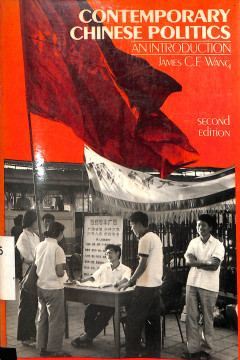 CONTEMPORARY
CHINESE POLITICS
AN INTRODUCTION
JAMES C. F. WANG
SECOND
EDITION